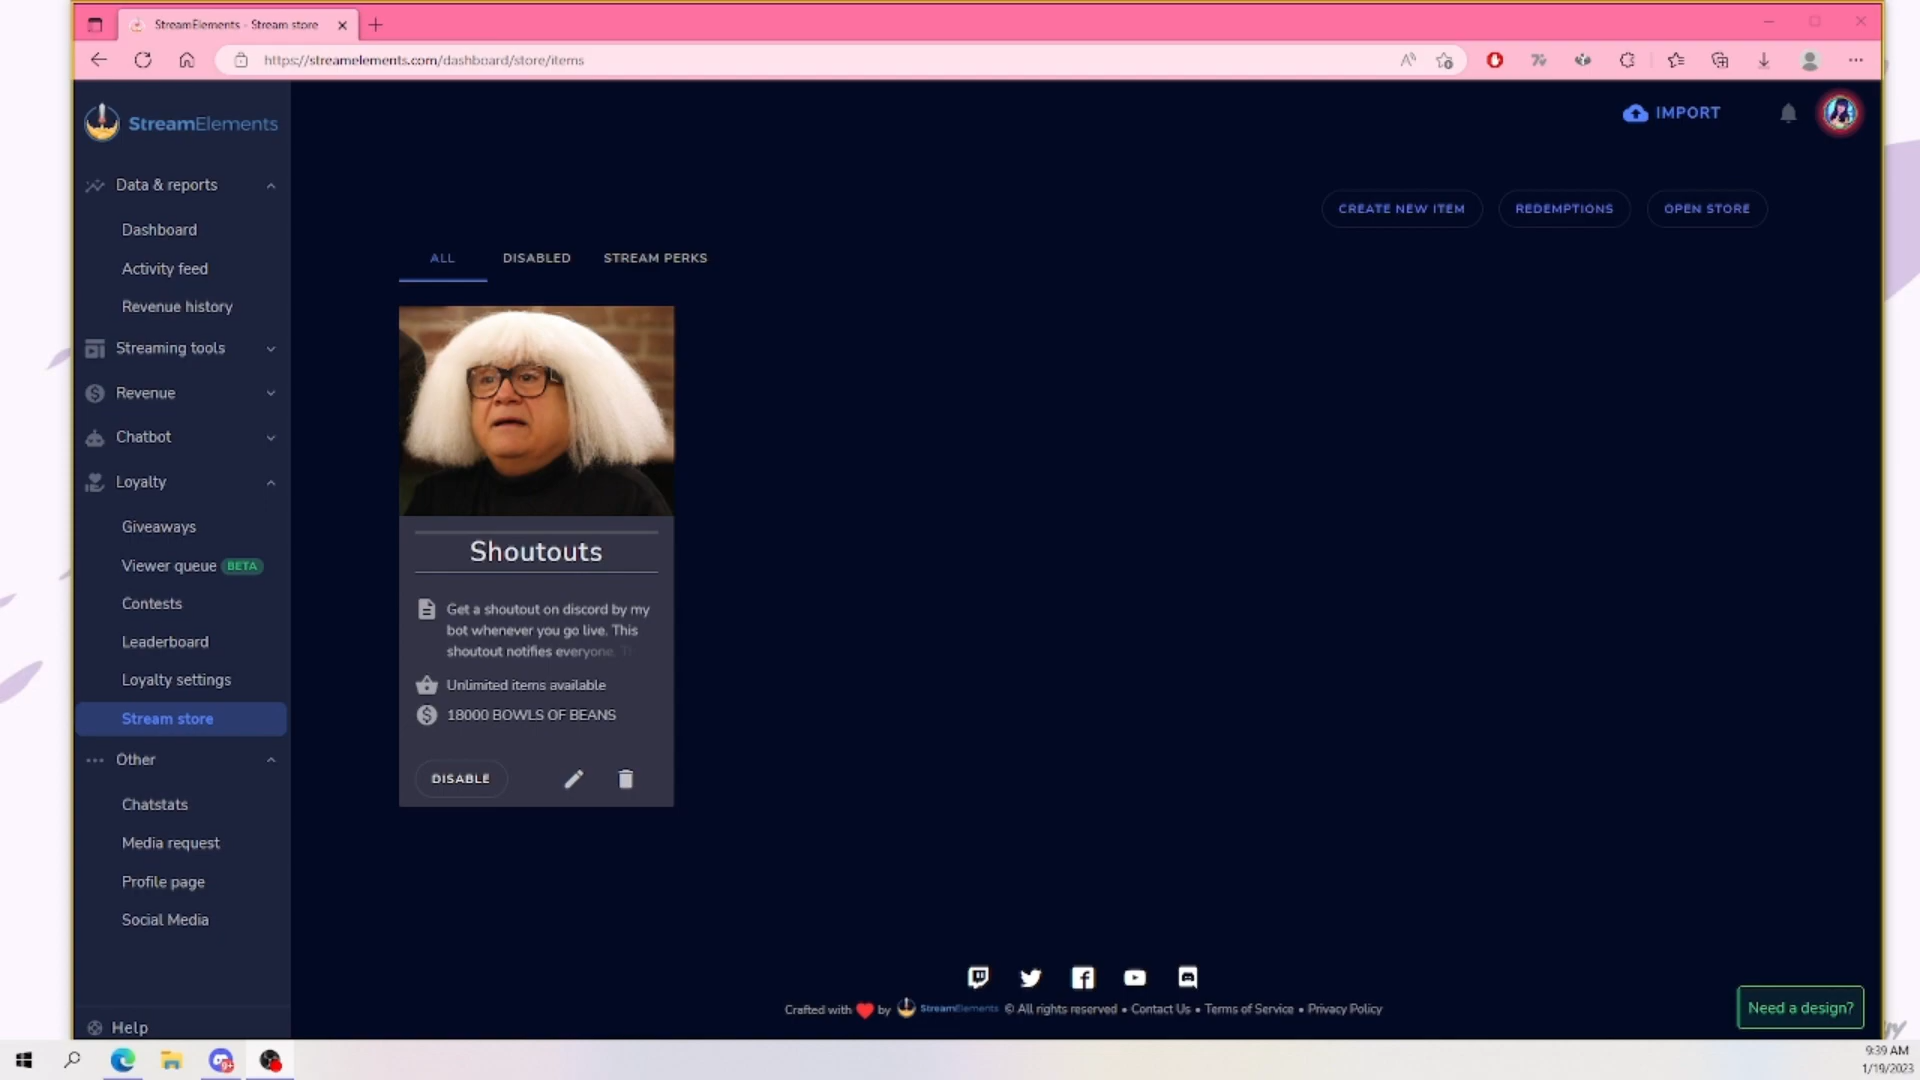 StreamElements - Stream store
https://streamelements.com/dashboard/store/items
StreamElements
IMPORT
Data & reports
Dashboard
Activity feed
Revenue history
Streaming tools
Revenue
Chatbot
Loyalty
Giveaways
Viewer queue BETA
Contests
Leaderboard
Loyalty settings
Stream store
Other
Chatstats
Media request
Profile page
Social Media
Help
CREATE NEW ITEM
REDEMPTIONS
OPEN STORE
ALL
DISABLED
STREAM PERKS
Shoutouts
Get a shoutout on discord by my
bot whenever you go live. This
shoutout notifies everyone.
Unlimited items available
18000 BOWLS OF BEANS
DISABLE
Crafted with by StreamElements © All rights reserved • Contact Us • Terms of Service • Privacy Policy
Need a design?
9:39 AM
1/19/2023